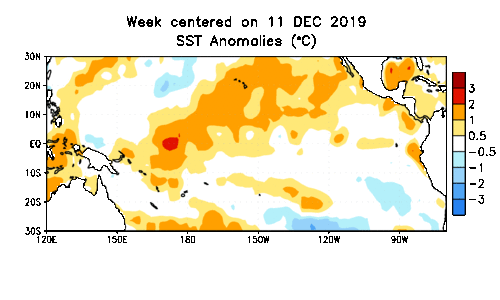 Week centered on 11 DEC 2019
SST Anomalies (°C)
30N
20N
10N
EQ
10S
20S
30S
120E 150E 180 150W 120W 90W
3
2
1
0.5
-0.5
-1
-2
-3